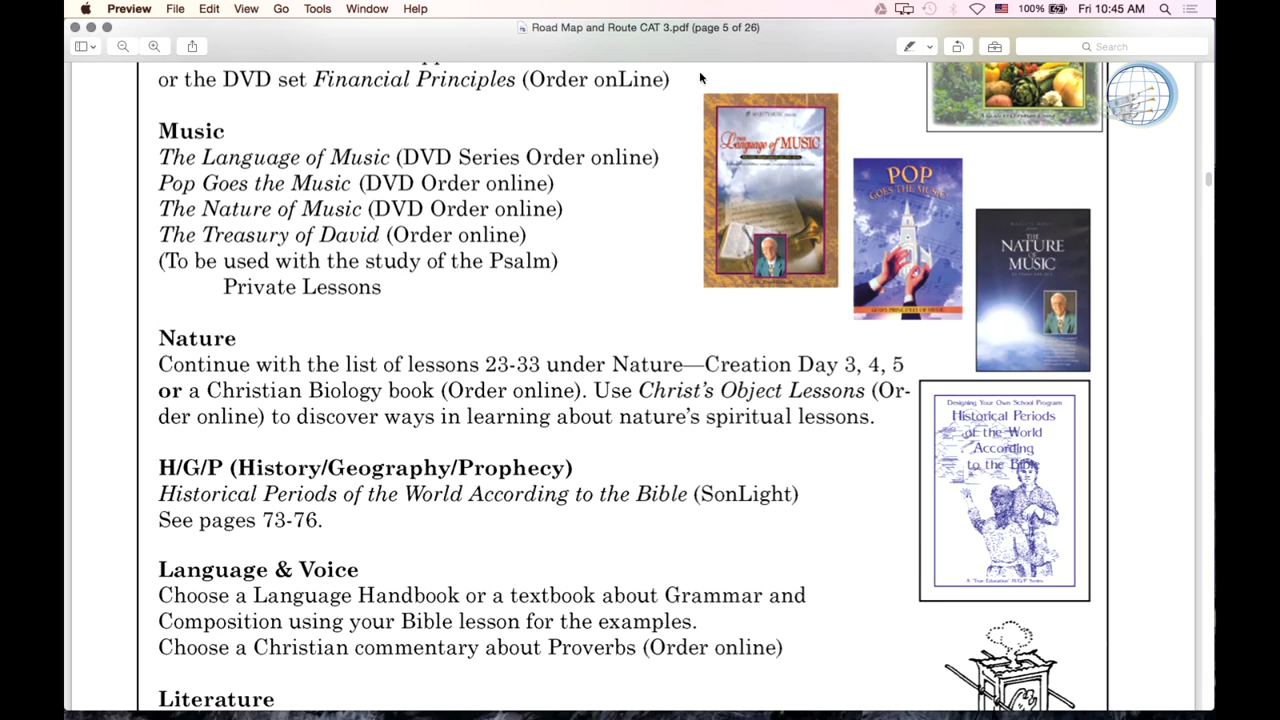 Preview File Edit View Go Tools Window Help 100% Fri 10:45 AM
Road Map and Route CAT 3.pdf (page 5 of 26)
Search
or the DVD set Financial Principles (Order onLine)
Music
The Language of Music (DVD Series Order online)
Pop Goes the Music (DVD Order online)
The Nature of Music (DVD Order online)
The Treasury of David (Order online)
(To be used with the study of the Psalm)
Private Lessons
The Language of MUSIC
POP
GOES THE MUSIC
GOD'S PRINCIPLES OF MUSIC
THE
NATURE
OF
MUSIC
Nature
Continue with the list of lessons 23-33 under Nature—Creation Day 3, 4, 5
or a Christian Biology book (Order online). Use Christ's Object Lessons (Or-
der online) to discover ways in learning about nature's spiritual lessons.
Designing Your Own School Program
Historical Periods
of the World
According
to the Bible
A "True Education" H/G/P Series
H/G/P (History/Geography/Prophecy)
Historical Periods of the World According to the Bible (SonLight)
See pages 73-76.
Language & Voice
Choose a Language Handbook or a textbook about Grammar and
Composition using your Bible lesson for the examples.
Choose a Christian commentary about Proverbs (Order online)
Literature